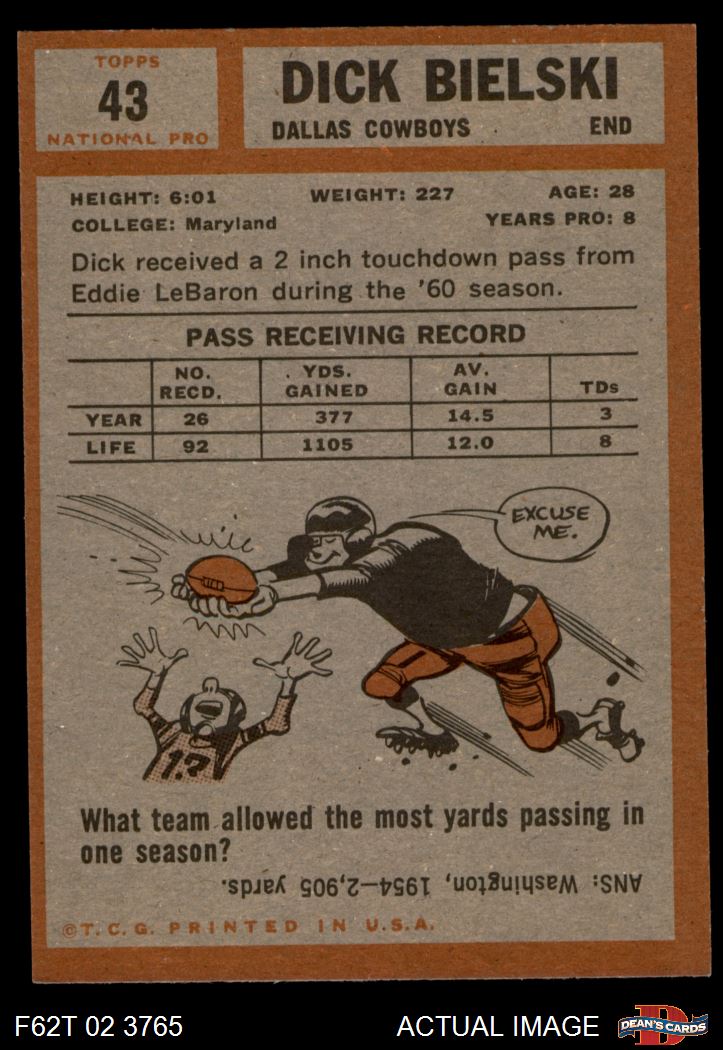 TOPPS
43
NATIONAL PRO
DICK BIELSKI
DALLAS COWBOYS END
HEIGHT: 6:01 WEIGHT: 227 AGE: 28
COLLEGE: Maryland YEARS PRO: 8
Dick received a 2 inch touchdown pass from
Eddie LeBaron during the '60 season.
PASS RECEIVING RECORD
NO. RECD. YDS. GAINED AV. GAIN TDs
YEAR 26 377 14.5 3
LIFE 92 1105 12.0 8
EXCUSE
ME.
1?
What team allowed the most yards passing in
one season?
ANS: Washington, 1954—2,905 yards.
©T.C.G. PRINTED IN U.S.A.
F62T 02 3765 ACTUAL IMAGE
D
DEAN'S CARDS